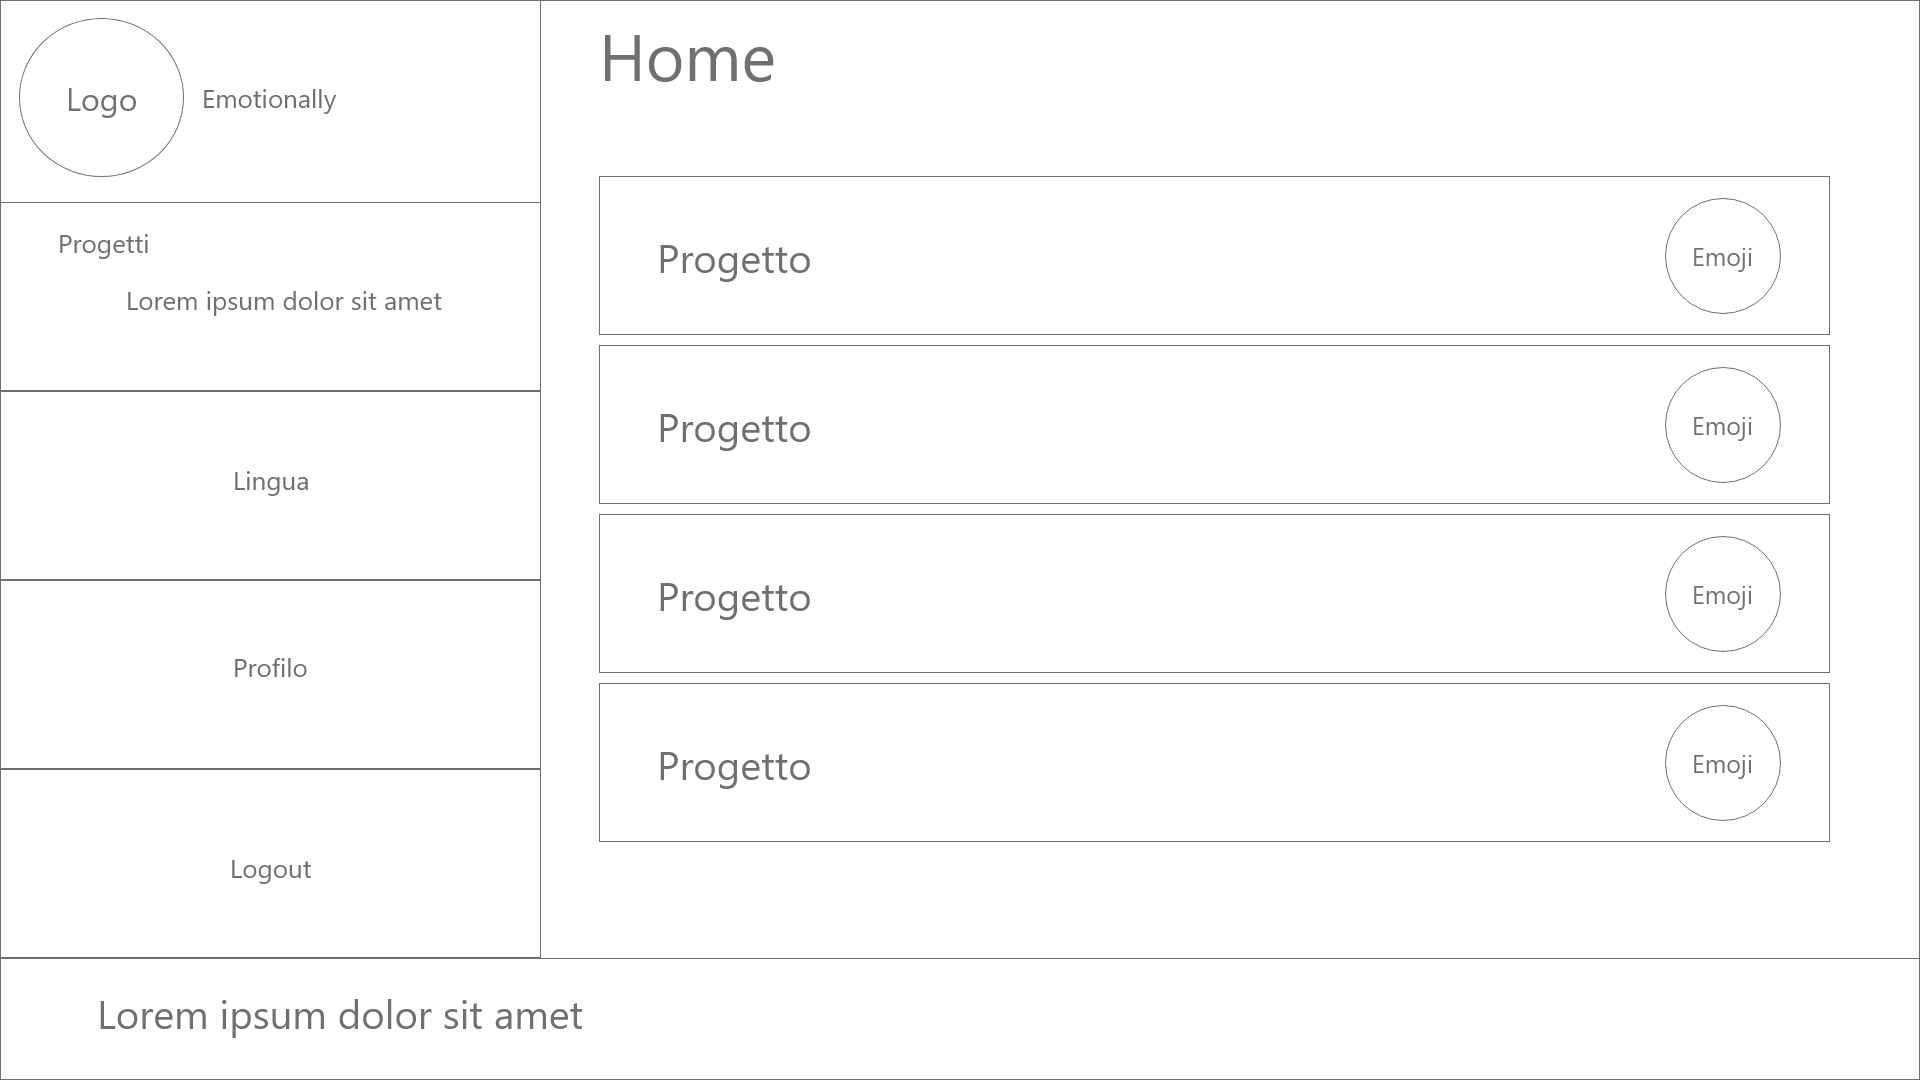 Logo
Emotionally
Progetti
Lorem ipsum dolor sit amet
Lingua
Profilo
Logout
Home
Progetto
Emoji
Progetto
Emoji
Progetto
Emoji
Progetto
Emoji
Lorem ipsum dolor sit amet